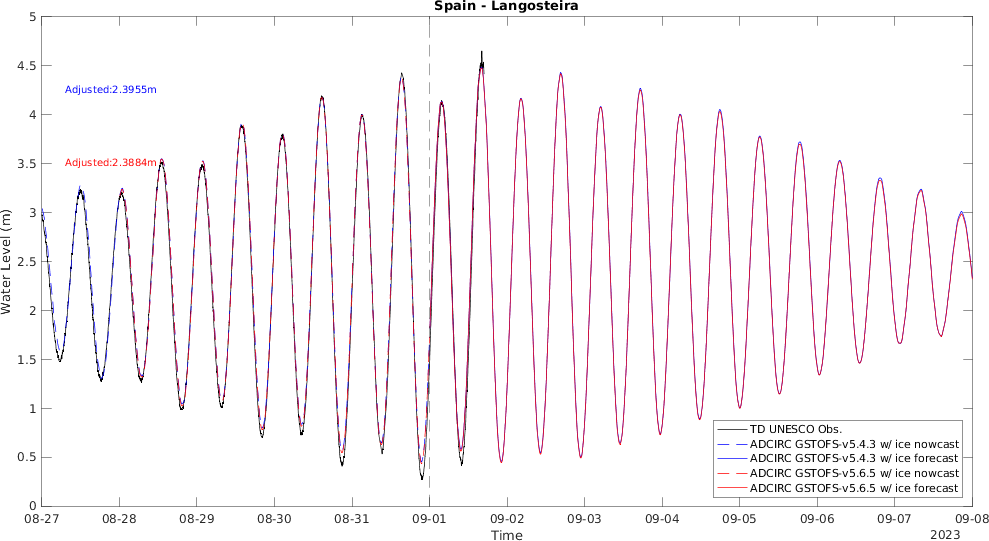 Spain - Langosteira
5
4.5
4
3.5
3
2.5
2
1.5
1
0.5
0
Water Level (m)
Adjusted:2.3955m
Adjusted:2.3884m
TD UNESCO Obs.
ADCIRC GSTOFS-v5.4.3 w/ ice nowcast
ADCIRC GSTOFS-v5.4.3 w/ ice forecast
ADCIRC GSTOFS-v5.6.5 w/ ice nowcast
ADCIRC GSTOFS-v5.6.5 w/ ice forecast
08-27 08-28 08-29 08-30 08-31 09-01 09-02 09-03 09-04 09-05 09-06 09-07 09-08
Time
2023